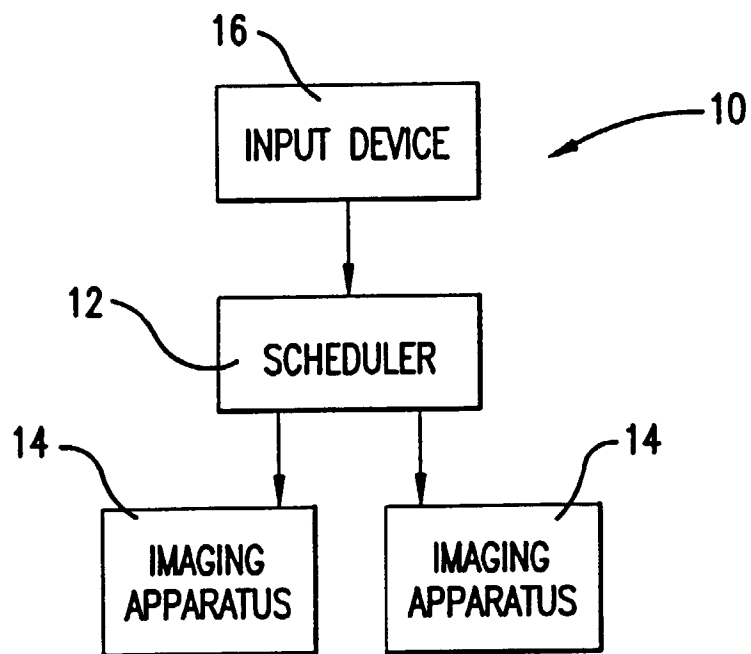 16
10
INPUT DEVICE
12
SCHEDULER
14
14
IMAGING
APPARATUS
IMAGING
APPARATUS